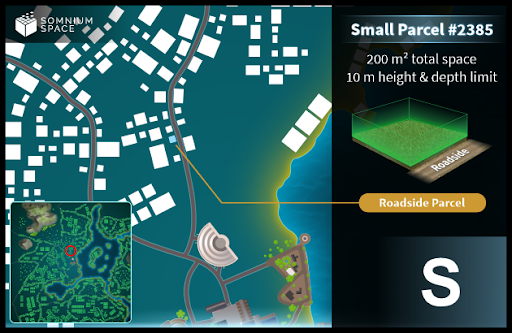 SOMNIUM
SPACE
Small Parcel #2385
200 m² total space
10 m height & depth limit
Roadside
Roadside Parcel
S